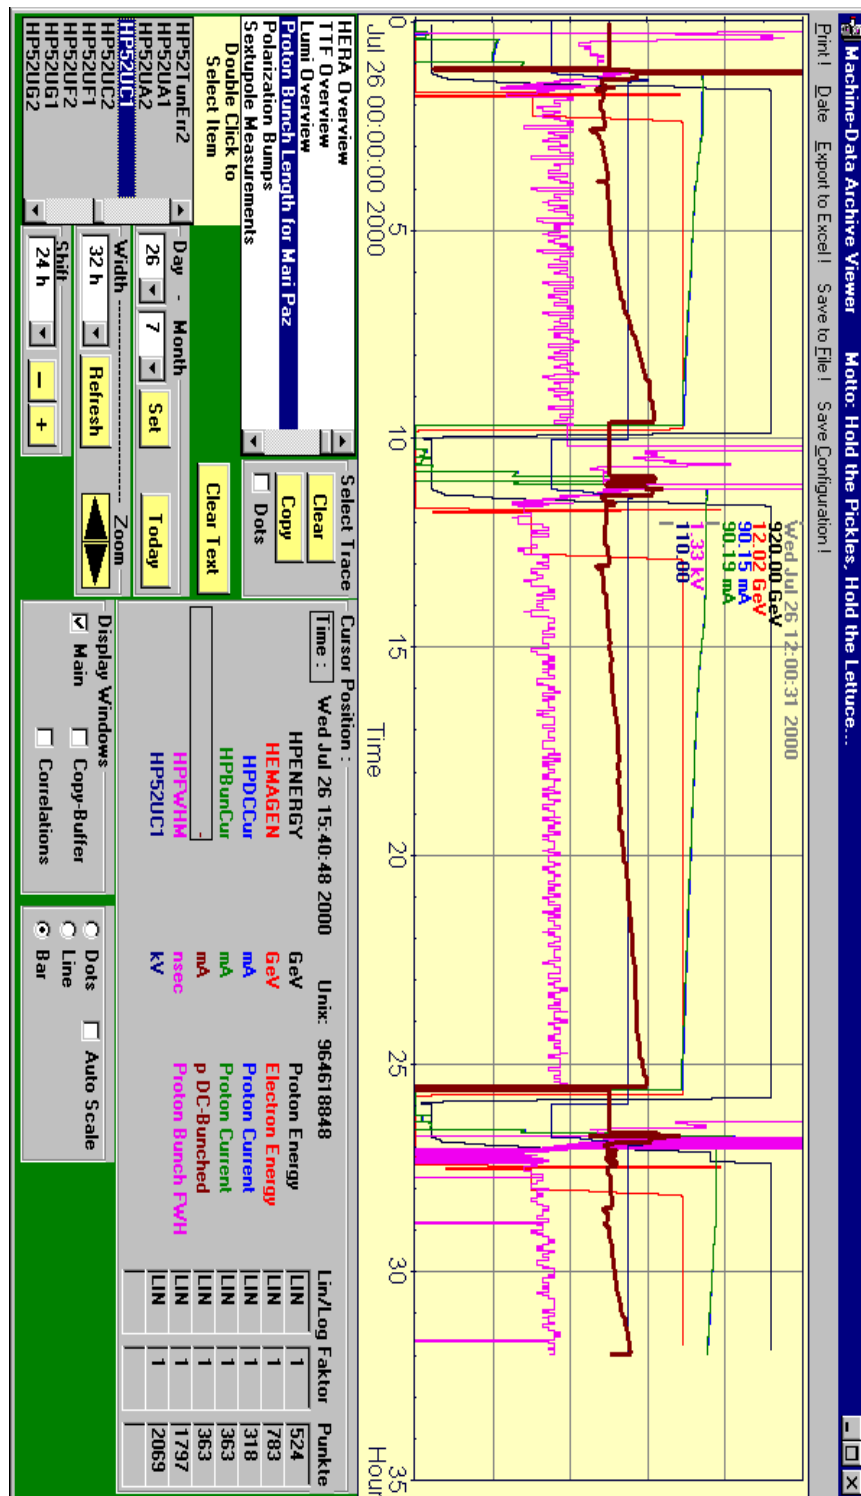 Machine-Data Archive Viewer Motto: Hold the Pickles, Hold the Lettuce...
Print! Date Export to Excel! Save to File! Save Configuration!
Wed Jul 26 12:00:31 2000
920.00 GeV
12.02 GeV
90.15 mA
90.19 mA
1.33 kV
110.00
0 5 10 15 20 25 30 35
Jul 26 00:00:00 2000 Time Hour
HERA Overview
TTF Overview
Lumi Overview
Proton Bunch Length for Mari Paz
Polarization Bumps
Sextupole Measurements
Double Click to
Select Item
HP52TunErr2
HP52UA1
HP52UA2
HP52UC1
HP52UC2
HP52UF1
HP52UF2
HP52UG1
HP52UG2
Select Trace
Clear
Copy
Dots
Clear Text
Day - Month
26 7 Set Today
Width Zoom
32 h Refresh
Shift
24 h - +
Cursor Position :
Time : Wed Jul 26 15:40:48 2000 Unix: 964618848
Lin/Log Faktor Punkte
HPENERGY GeV Proton Energy LIN 1 524
HEMAGEN GeV Electron Energy LIN 1 783
HPDCCur mA Proton Current LIN 1 318
HPBunCur mA Proton Current LIN 1 363
- mA p DC-Bunched LIN 1 363
HPFWHM nsec Proton Bunch FWH LIN 1 1797
HP52UC1 kV 2069
Display Windows
Main Copy-Buffer
Correlations
Dots Auto Scale
Line
Bar